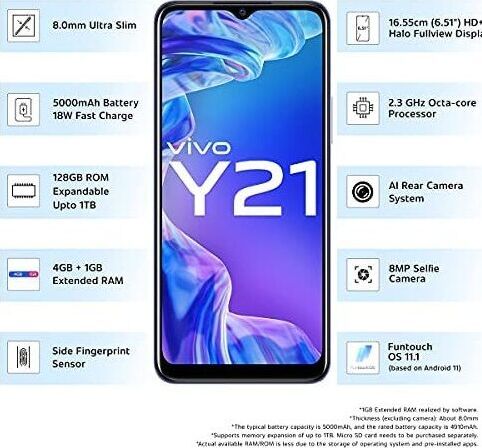 8.0mm Ultra Slim
5000mAh Battery
18W Fast Charge
128GB ROM
Expandable
Upto 1TB
4GB + 1GB
Extended RAM
Side Fingerprint
Sensor
vivo
Y21
16.55cm (6.51") HD+
Halo Fullview Displa
6.51"
2.3 GHz Octa-core
Processor
AI Rear Camera
System
8MP Selfie
Camera
Funtouch
OS 11.1
(based on Android 11)
*1GB Extended RAM realized by software.
*Thickness (excluding camera): About 8.0mm
*The typical battery capacity is 5000mAh, and the rated battery capacity is 4910mAh.
*Supports memory expansion of up to 1TB. Micro SD card needs to be purchased separately.
*Actual available RAM/ROM is less due to the storage of operating system and pre-installed apps.